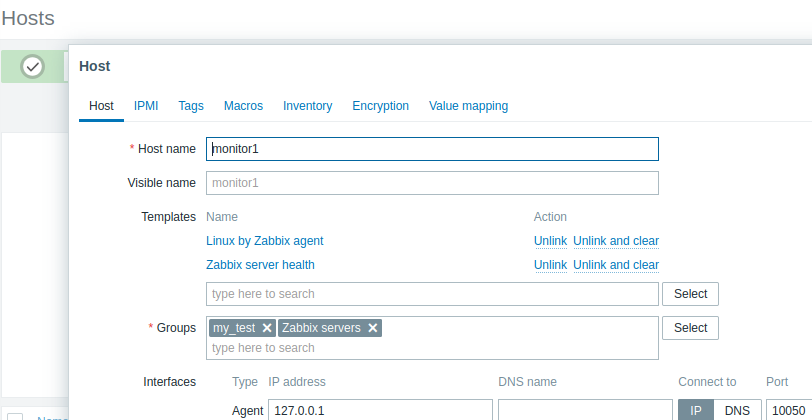 Hosts
Host
Host IPMI Tags Macros Inventory Encryption Value mapping
* Host name monitor1
Visible name monitor1
Templates Name Action
Linux by Zabbix agent Unlink Unlink and clear
Zabbix server health Unlink Unlink and clear
type here to search Select
* Groups my_test Zabbix servers Select
type here to search
Interfaces Type IP address DNS name Connect to Port
Agent 127.0.0.1 IP DNS 10050